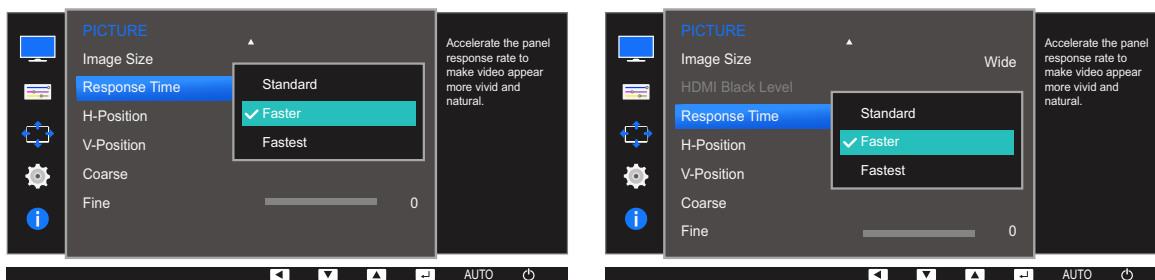 PICTURE
Image Size
Response Time
H-Position
V-Position
Coarse
Fine
0
Standard
Faster
Fastest
Accelerate the panel
response rate to
make video appear
more vivid and
natural.
AUTO
PICTURE
Image Size
Wide
HDMI Black Level
Response Time
H-Position
V-Position
Coarse
Fine
0
Standard
Faster
Fastest
Accelerate the panel
response rate to
make video appear
more vivid and
natural.
AUTO